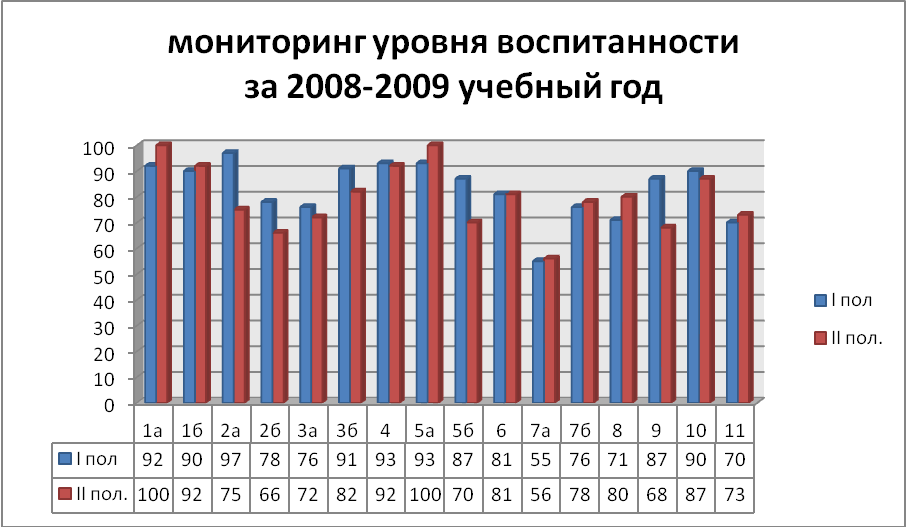 мониторинг уровня воспитанности
за 2008-2009 учебный год
100
90
80
70
60
50
40
30
20
10
0
I пол
II пол.
1а 1б 2а 2б 3а 3б 4 5а 5б 6 7а 7б 8 9 10 11
I пол 92 90 97 78 76 91 93 93 87 81 55 76 71 87 90 70
II пол. 100 92 75 66 72 82 92 100 70 81 56 78 80 68 87 73